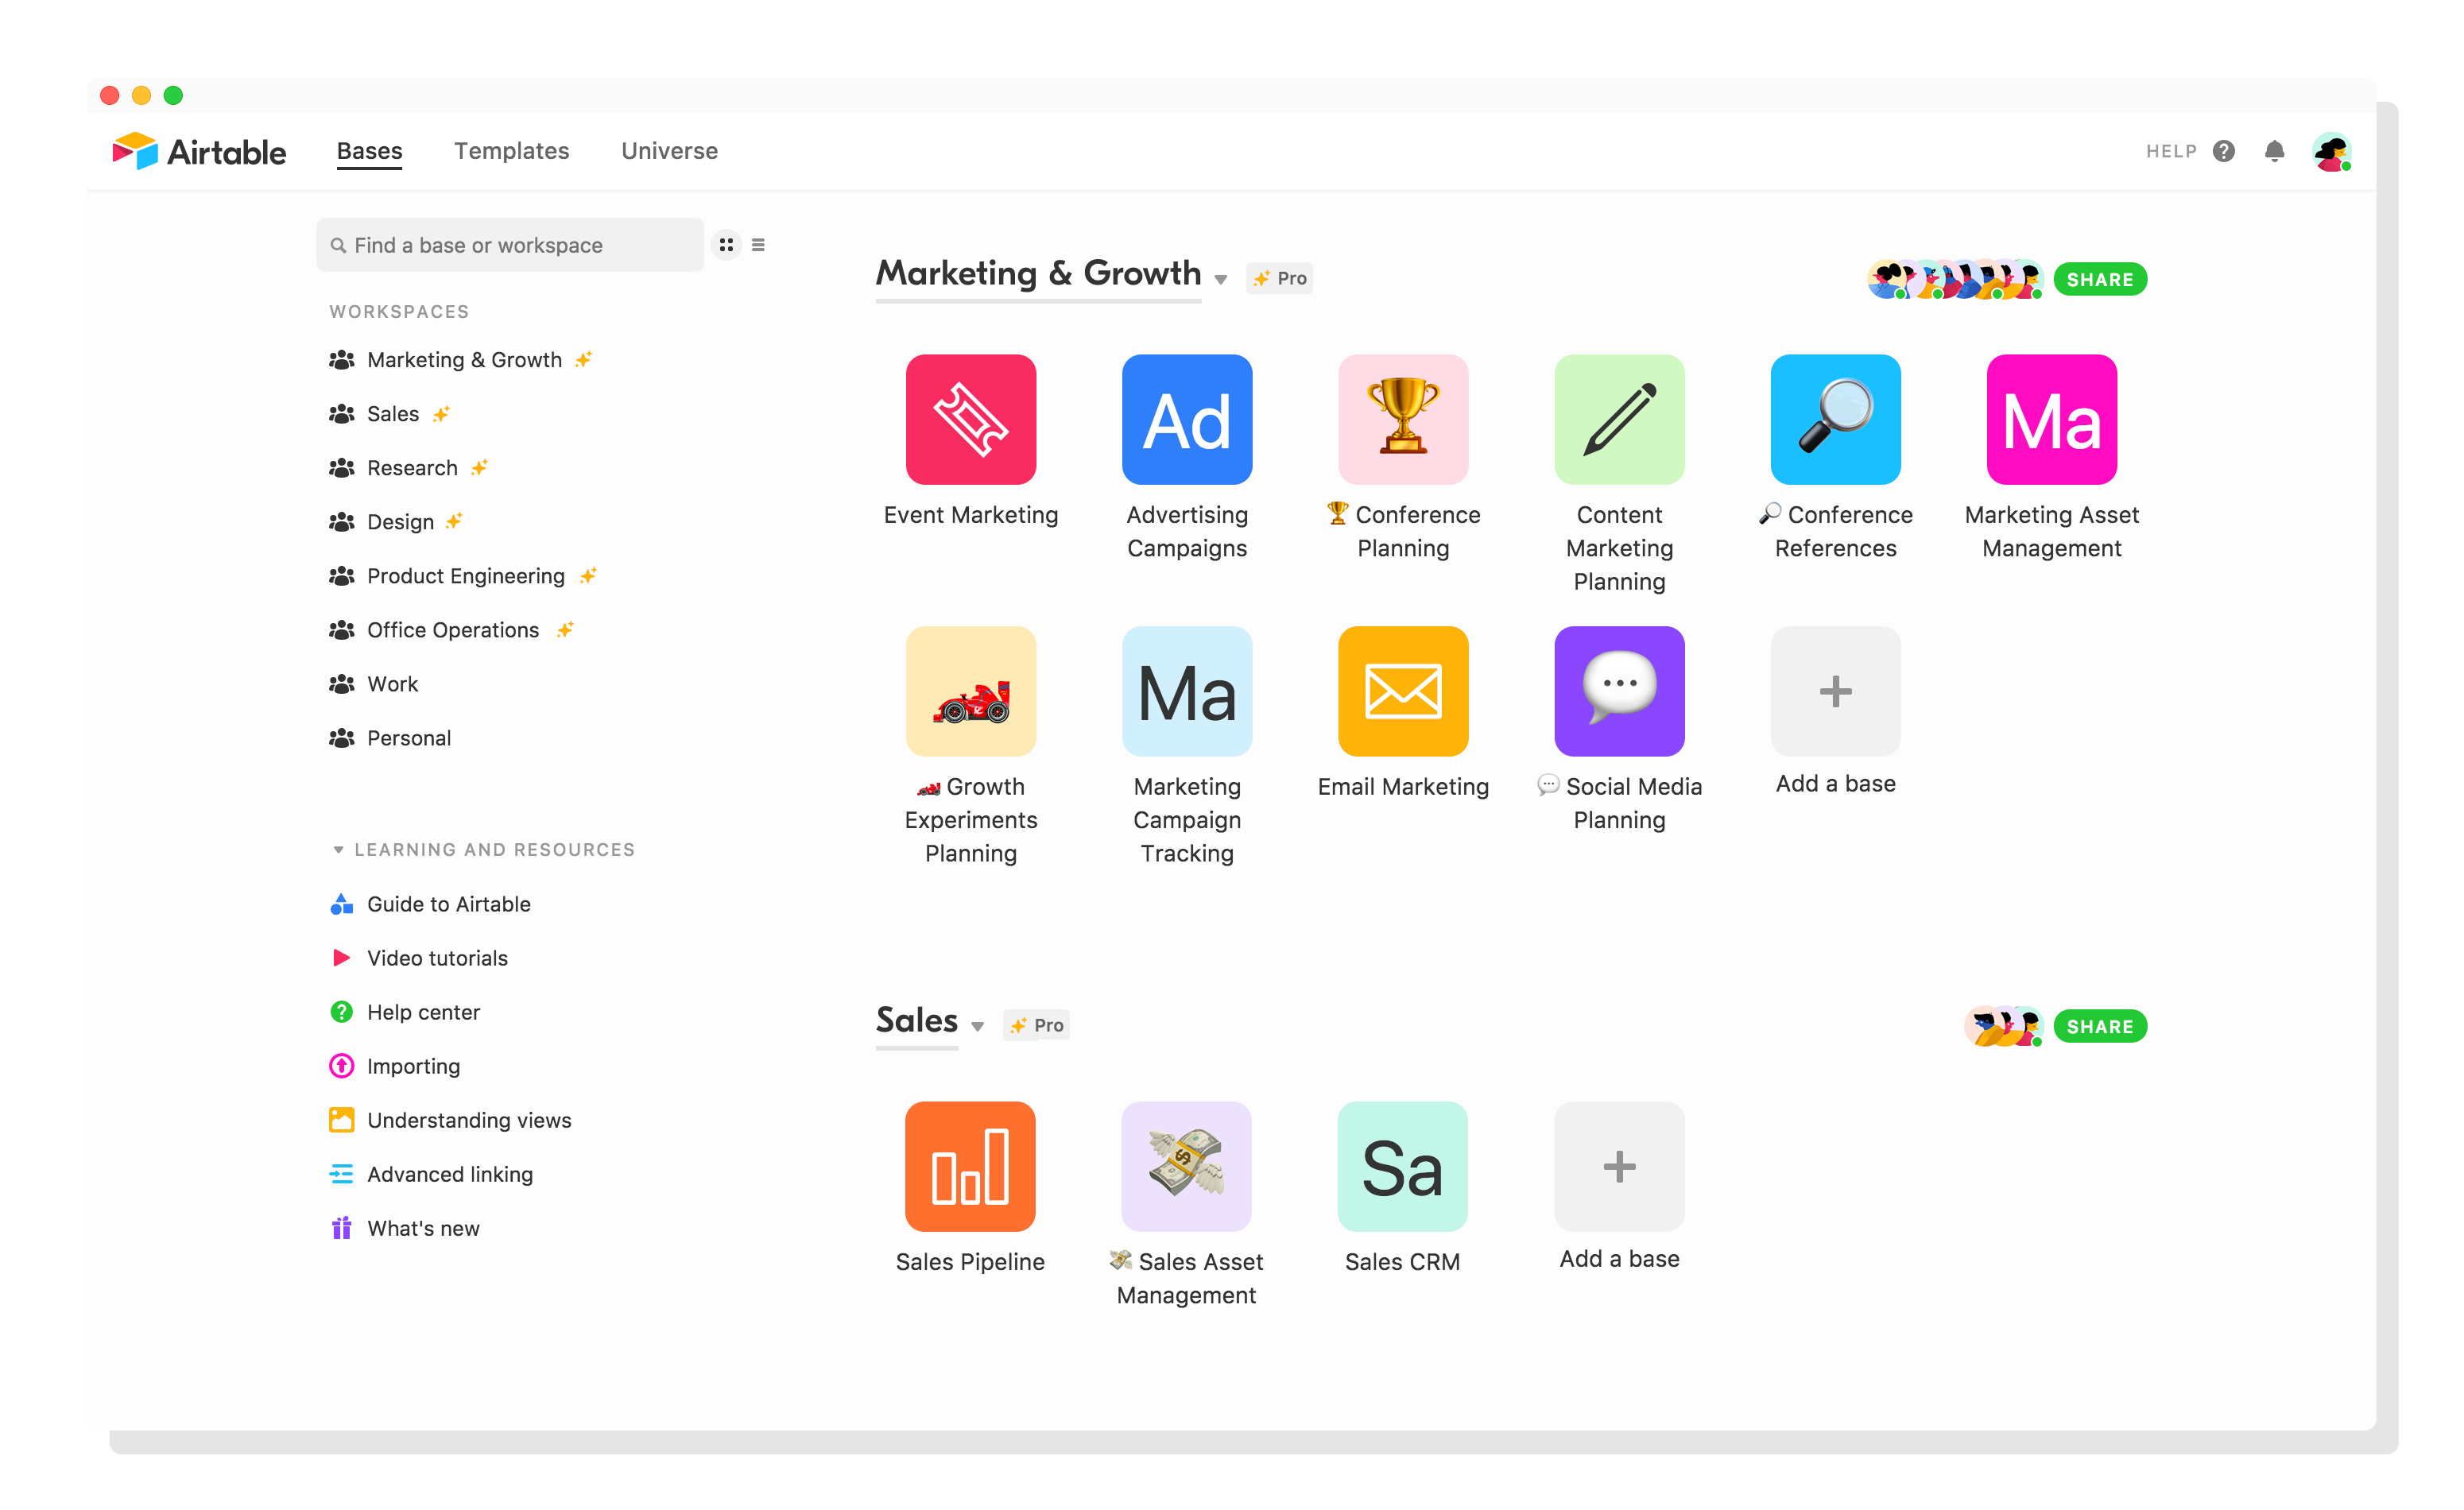 Airtable
Bases
Templates
Universe
HELP
Find a base or workspace
WORKSPACES
Marketing & Growth
Sales
Research
Design
Product Engineering
Office Operations
Work
Personal
LEARNING AND RESOURCES
Guide to Airtable
Video tutorials
Help center
Importing
Understanding views
Advanced linking
What's new
Marketing & Growth
Pro
SHARE
Event Marketing
Ad
Advertising
Campaigns
🏆 Conference
Planning
Content
Marketing
Planning
🔎 Conference
References
Ma
Marketing Asset
Management
🏎️ Growth
Experiments
Planning
Ma
Marketing
Campaign
Tracking
Email Marketing
💬 Social Media
Planning
Add a base
Sales
Pro
SHARE
Sales Pipeline
💸 Sales Asset
Management
Sa
Sales CRM
Add a base